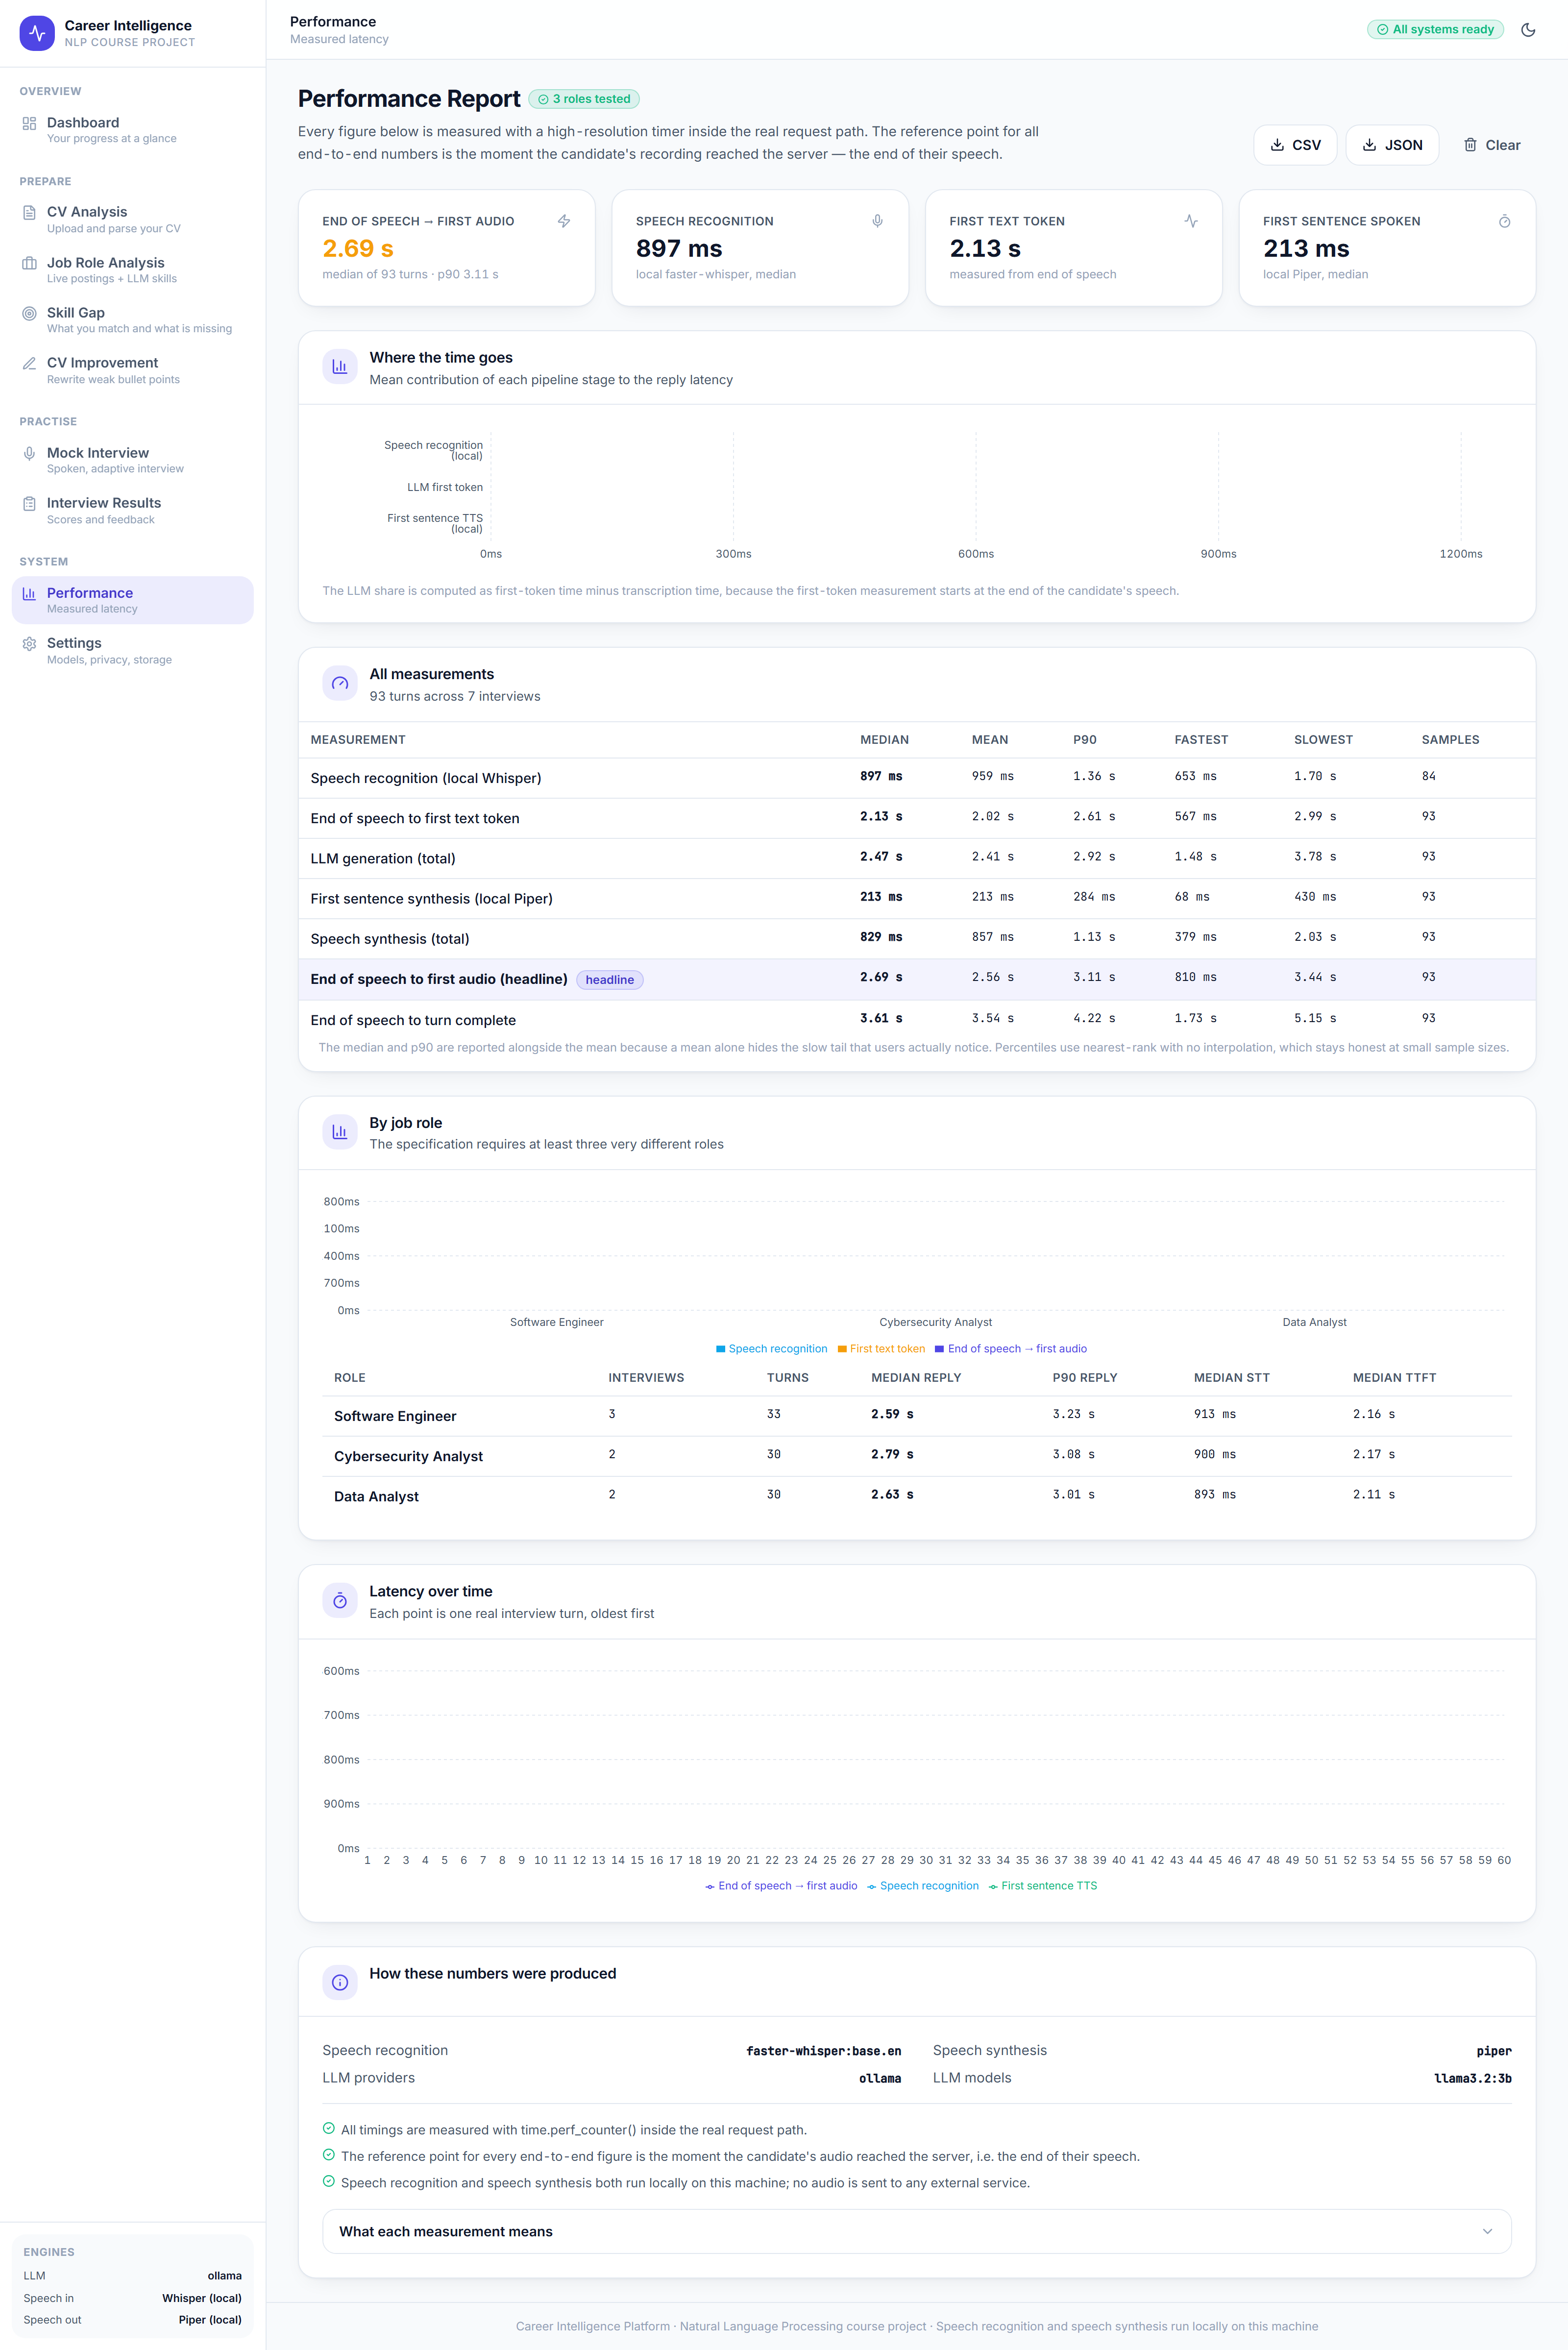 Career Intelligence
NLP COURSE PROJECT
OVERVIEW
Dashboard
Your progress at a glance
PREPARE
CV Analysis
Upload and parse your CV
Job Role Analysis
Live postings + LLM skills
Skill Gap
What you match and what is missing
CV Improvement
Rewrite weak bullet points
PRACTISE
Mock Interview
Spoken, adaptive interview
Interview Results
Scores and feedback
SYSTEM
Performance
Measured latency
Settings
Models, privacy, storage
ENGINES
LLM ollama
Speech in Whisper (local)
Speech out Piper (local)
Performance
Measured latency
All systems ready
Performance Report 3 roles tested
Every figure below is measured with a high-resolution timer inside the real request path. The reference point for all
end-to-end numbers is the moment the candidate's recording reached the server — the end of their speech.
CSV JSON Clear
END OF SPEECH → FIRST AUDIO
2.69 s
median of 93 turns · p90 3.11 s
SPEECH RECOGNITION
897 ms
local faster-whisper, median
FIRST TEXT TOKEN
2.13 s
measured from end of speech
FIRST SENTENCE SPOKEN
213 ms
local Piper, median
Where the time goes
Mean contribution of each pipeline stage to the reply latency
Speech recognition
(local)
LLM first token
First sentence TTS
(local)
0ms 300ms 600ms 900ms 1200ms
The LLM share is computed as first-token time minus transcription time, because the first-token measurement starts at the end of the candidate's speech.
All measurements
93 turns across 7 interviews
MEASUREMENT MEDIAN MEAN P90 FASTEST SLOWEST SAMPLES
Speech recognition (local Whisper) 897 ms 959 ms 1.36 s 653 ms 1.70 s 84
End of speech to first text token 2.13 s 2.02 s 2.61 s 567 ms 2.99 s 93
LLM generation (total) 2.47 s 2.41 s 2.92 s 1.48 s 3.78 s 93
First sentence synthesis (local Piper) 213 ms 213 ms 284 ms 68 ms 430 ms 93
Speech synthesis (total) 829 ms 857 ms 1.13 s 379 ms 2.03 s 93
End of speech to first audio (headline) headline 2.69 s 2.56 s 3.11 s 810 ms 3.44 s 93
End of speech to turn complete 3.61 s 3.54 s 4.22 s 1.73 s 5.15 s 93
The median and p90 are reported alongside the mean because a mean alone hides the slow tail that users actually notice. Percentiles use nearest-rank with no interpolation, which stays honest at small sample sizes.
By job role
The specification requires at least three very different roles
800ms
100ms
400ms
700ms
0ms
Software Engineer Cybersecurity Analyst Data Analyst
Speech recognition First text token End of speech → first audio
ROLE INTERVIEWS TURNS MEDIAN REPLY P90 REPLY MEDIAN STT MEDIAN TTFT
Software Engineer 3 33 2.59 s 3.23 s 913 ms 2.16 s
Cybersecurity Analyst 2 30 2.79 s 3.08 s 900 ms 2.17 s
Data Analyst 2 30 2.63 s 3.01 s 893 ms 2.11 s
Latency over time
Each point is one real interview turn, oldest first
600ms
700ms
800ms
900ms
0ms
1 2 3 4 5 6 7 8 9 10 11 12 13 14 15 16 17 18 19 20 21 22 23 24 25 26 27 28 29 30 31 32 33 34 35 36 37 38 39 40 41 42 43 44 45 46 47 48 49 50 51 52 53 54 55 56 57 58 59 60
End of speech → first audio Speech recognition First sentence TTS
How these numbers were produced
Speech recognition faster-whisper:base.en Speech synthesis piper
LLM providers ollama LLM models llama3.2:3b
All timings are measured with time.perf_counter() inside the real request path.
The reference point for every end-to-end figure is the moment the candidate's audio reached the server, i.e. the end of their speech.
Speech recognition and speech synthesis both run locally on this machine; no audio is sent to any external service.
What each measurement means
Career Intelligence Platform · Natural Language Processing course project · Speech recognition and speech synthesis run locally on this machine